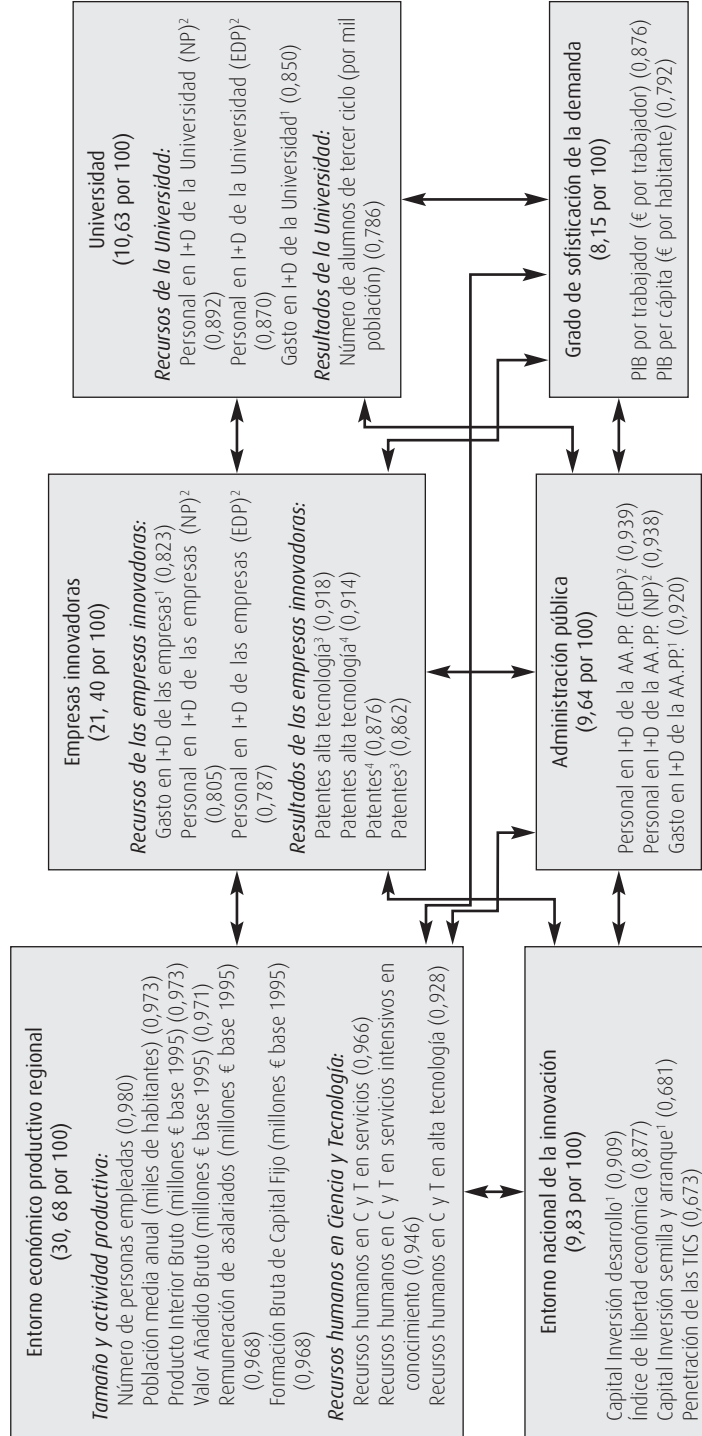 Entorno económico productivo regional
(30, 68 por 100)
Tamaño y actividad productiva:
Número de personas empleadas (0,980)
Población media anual (miles de habitantes) (0,973)
Producto Interior Bruto (millones € base 1995) (0,973)
Valor Añadido Bruto (millones € base 1995) (0,971)
Remuneración de asalariados (millones € base 1995)
(0,968)
Formación Bruta de Capital Fijo (millones € base 1995)
(0,968)
Recursos humanos en Ciencia y Tecnología:
Recursos humanos en C y T en servicios (0,966)
Recursos humanos en C y T en servicios intensivos en
conocimiento (0,946)
Recursos humanos en C y T en alta tecnología (0,928)
Empresas innovadoras
(21, 40 por 100)
Recursos de las empresas innovadoras:
Gasto en I+D de las empresas¹ (0,823)
Personal en I+D de las empresas (NP)²
(0,805)
Personal en I+D de las empresas (EDP)²
(0,787)
Resultados de las empresas innovadoras:
Patentes alta tecnología³ (0,918)
Patentes alta tecnología⁴ (0,914)
Patentes⁴ (0,876)
Patentes³ (0,862)
Universidad
(10,63 por 100)
Recursos de la Universidad:
Personal en I+D de la Universidad (NP)²
(0,892)
Personal en I+D de la Universidad (EDP)²
(0,870)
Gasto en I+D de la Universidad¹ (0,850)
Resultados de la Universidad:
Número de alumnos de tercer ciclo (por mil
población) (0,786)
Entorno nacional de la innovación
(9,83 por 100)
Capital Inversión desarrollo¹ (0,909)
Índice de libertad económica (0,877)
Capital Inversión semilla y arranque¹ (0,681)
Penetración de las TICS (0,673)
Administración pública
(9,64 por 100)
Personal en I+D de la AA.PP. (EDP)² (0,939)
Personal en I+D de la AA.PP. (NP)² (0,938)
Gasto en I+D de la AA.PP.¹ (0,920)
Grado de sofisticación de la demanda
(8,15 por 100)
PIB por trabajador (€ por trabajador) (0,876)
PIB per cápita (€ por habitante) (0,792)